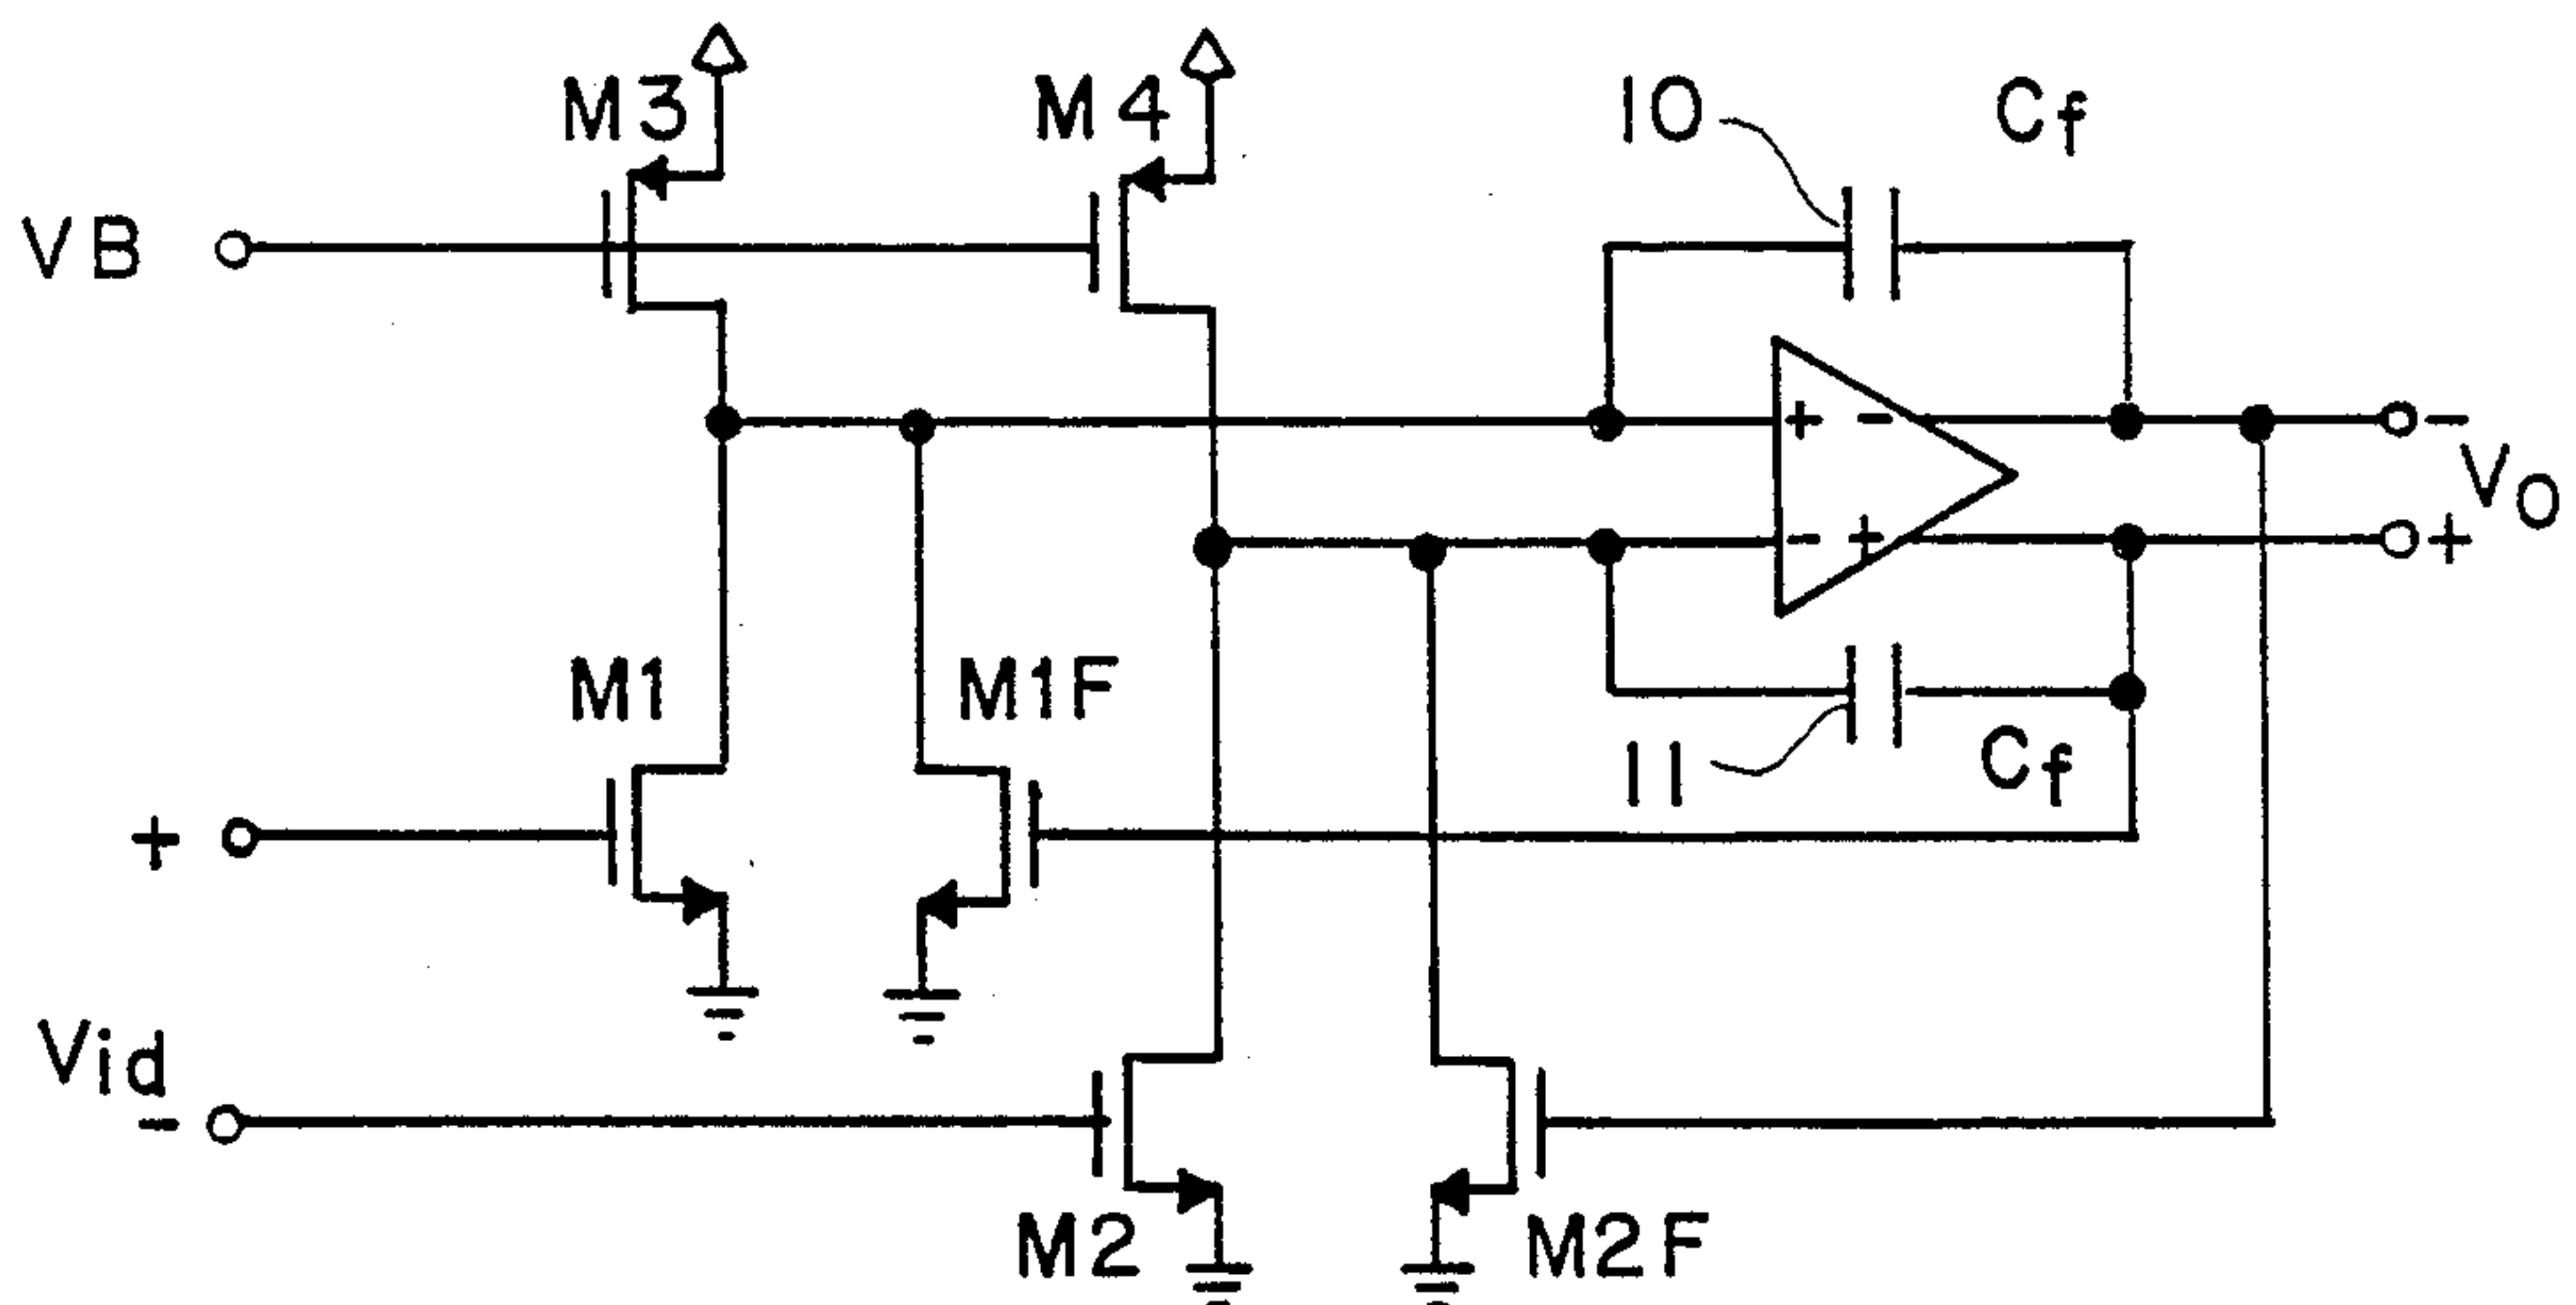 M3
M4
10
Cf
VB
+ -
-
VO
- +
+
M1
M1F
11
Cf
+
Vid
-
M2
M2F